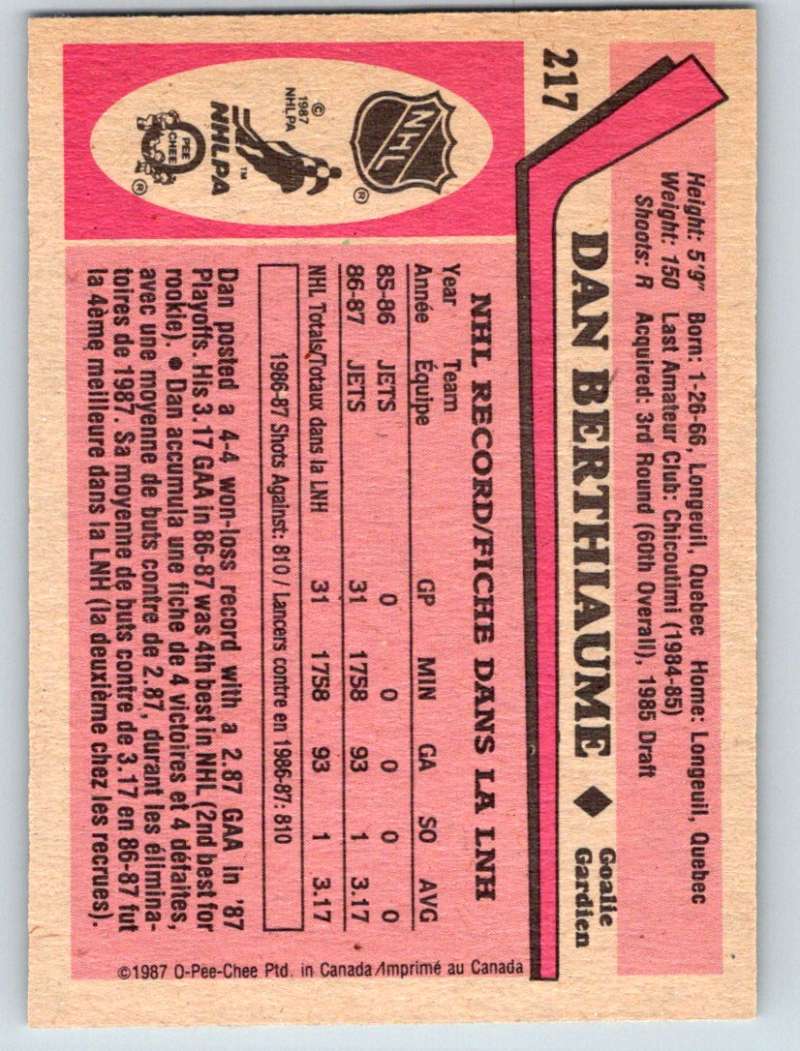 217
Height: 5'9" Born: 1-26-66, Longeuil, Quebec Home: Longeuil, Quebec
Weight: 150 Last Amateur Club: Chicoutimi (1984-85)
Shoots: R Acquired: 3rd Round (60th Overall), 1985 Draft
DAN BERTHIAUME ◆ Goalie
Gardien
NHL
®
© 1987 NHLPA
™
NHLPA
O PEE CHEE
®
NHL RECORD/FICHE DANS LA LNH
Year Team
Année Équipe GP MIN GA SO AVG
85-86 JETS 0 0 0 0 0
86-87 JETS 31 1758 93 1 3.17
NHL Totals/Totaux dans la LNH 31 1758 93 1 3.17
1986-87 Shots Against: 810 / Lancers contre en 1986-87: 810
Dan posted a 4-4 won-loss record with a 2.87 GAA in '87
Playoffs. His 3.17 GAA in 86-87 was 4th best in NHL (2nd best for
rookie). ● Dan accumula une fiche de 4 victoires et 4 défaites,
avec une moyenne de buts contre de 2.87, durant les élimina-
toires de 1987. Sa moyenne de buts contre de 3.17 en 86-87 fut
la 4ème meilleure dans la LNH (la deuxième chez les recrues).
©1987 O-Pee-Chee Ptd. in Canada/Imprimé au Canada